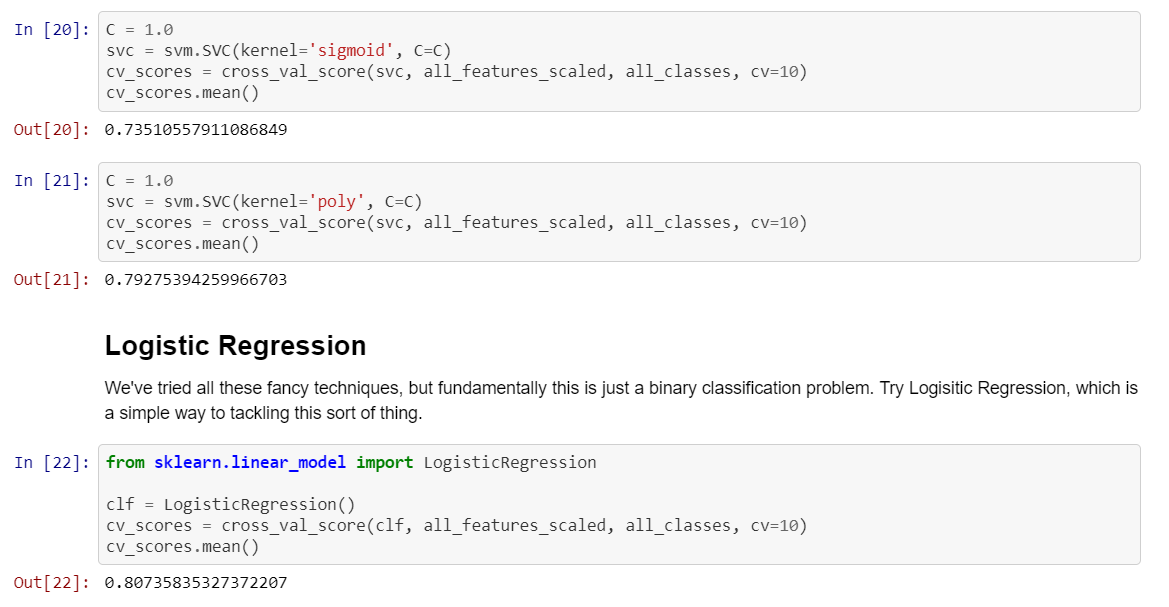 In [20]: C = 1.0
svc = svm.SVC(kernel='sigmoid', C=C)
cv_scores = cross_val_score(svc, all_features_scaled, all_classes, cv=10)
cv_scores.mean()
Out[20]: 0.73510557911086849
In [21]: C = 1.0
svc = svm.SVC(kernel='poly', C=C)
cv_scores = cross_val_score(svc, all_features_scaled, all_classes, cv=10)
cv_scores.mean()
Out[21]: 0.79275394259966703
Logistic Regression
We've tried all these fancy techniques, but fundamentally this is just a binary classification problem. Try Logisitic Regression, which is
a simple way to tackling this sort of thing.
In [22]: from sklearn.linear_model import LogisticRegression
clf = LogisticRegression()
cv_scores = cross_val_score(clf, all_features_scaled, all_classes, cv=10)
cv_scores.mean()
Out[22]: 0.80735835327372207